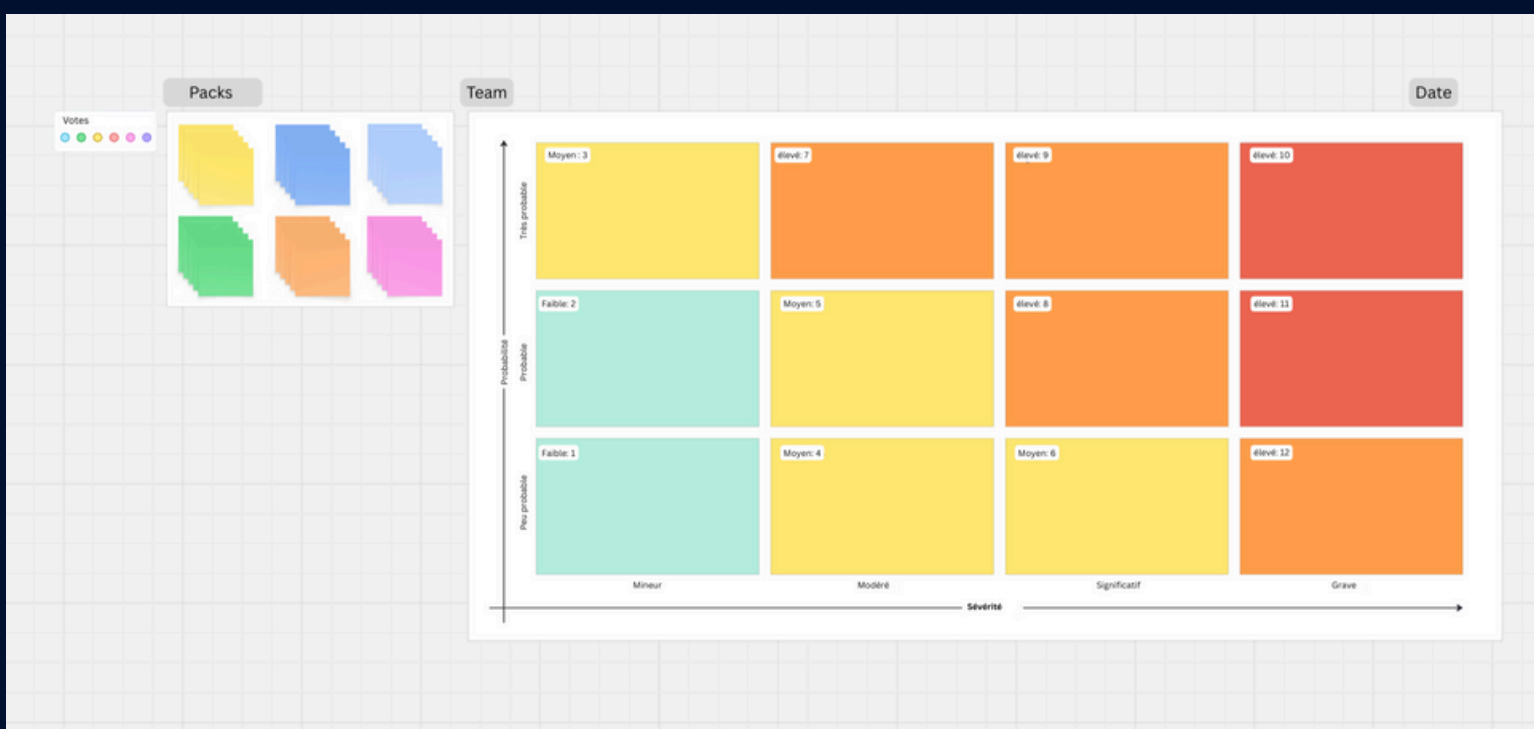 Packs
Team
Date
Votes
Moyen : 3
élevé: 7
élevé: 9
élevé: 10
Très probable
Faible: 2
Moyen: 5
élevé: 8
élevé: 11
Probabilité
Probable
Faible: 1
Moyen: 4
Moyen: 6
élevé: 12
Peu probable
Mineur
Modéré
Significatif
Grave
Sévérité